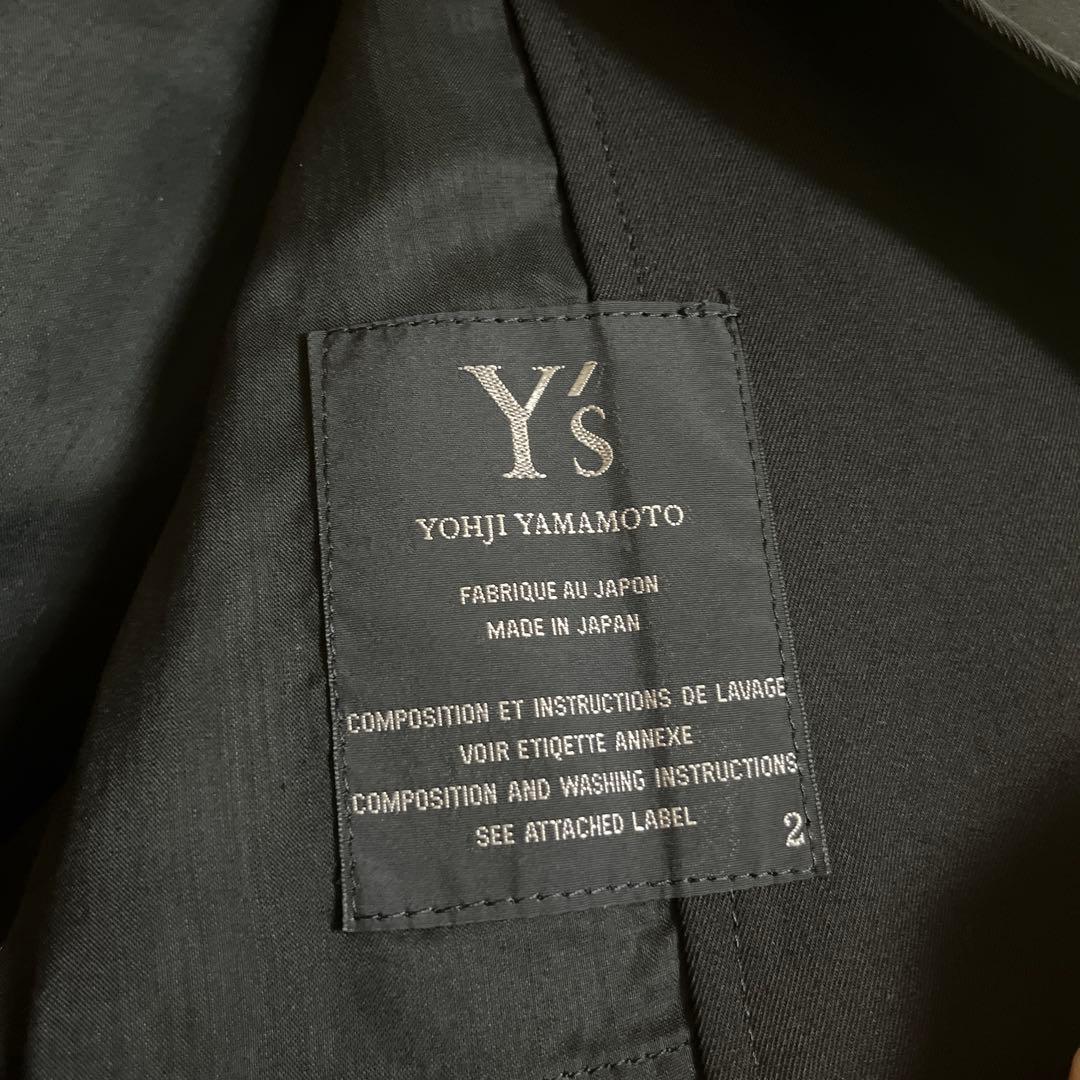 Y's
YOHJI YAMAMOTO
FABRIQUE AU JAPON
MADE IN JAPAN
COMPOSITION ET INSTRUCTIONS DE LAVAGE
VOIR ETIQETTE ANNEXE
COMPOSITION AND WASHING INSTRUCTIONS
SEE ATTACHED LABEL
2